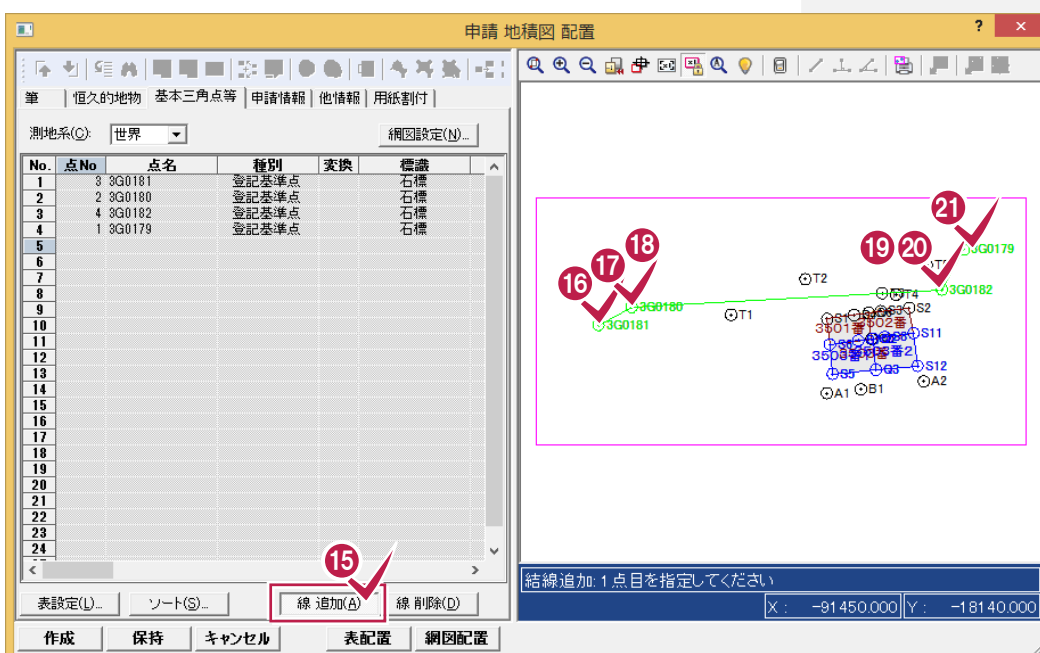 申請 地積図 配置
? ×
筆 恒久的地物 基本三角点等 申請情報 他情報 用紙割付
測地系(C): 世界 網図設定(N)...
No. 点No 点名 種別 変換 標識
1 3 3G0181 登記基準点 石標
2 2 3G0180 登記基準点 石標
3 4 3G0182 登記基準点 石標
4 1 3G0179 登記基準点 石標
5
6
7
8
9
10
11
12
13
14
15
16
17
18
19
20
21
22
23
24
15
表設定(L)... ソート(S)... 線 追加(A) 線 削除(D)
作成 保持 キャンセル 表配置 網図配置
21
18 19 20
17
16
3G0179
T2
3G0182
3G0180
T4
T1
S2
3G0181
S11
S12
S5
Q3
A2
A1
B1
結線追加: 1 点目を指定してください
X : -91450.000 Y : -18140.000